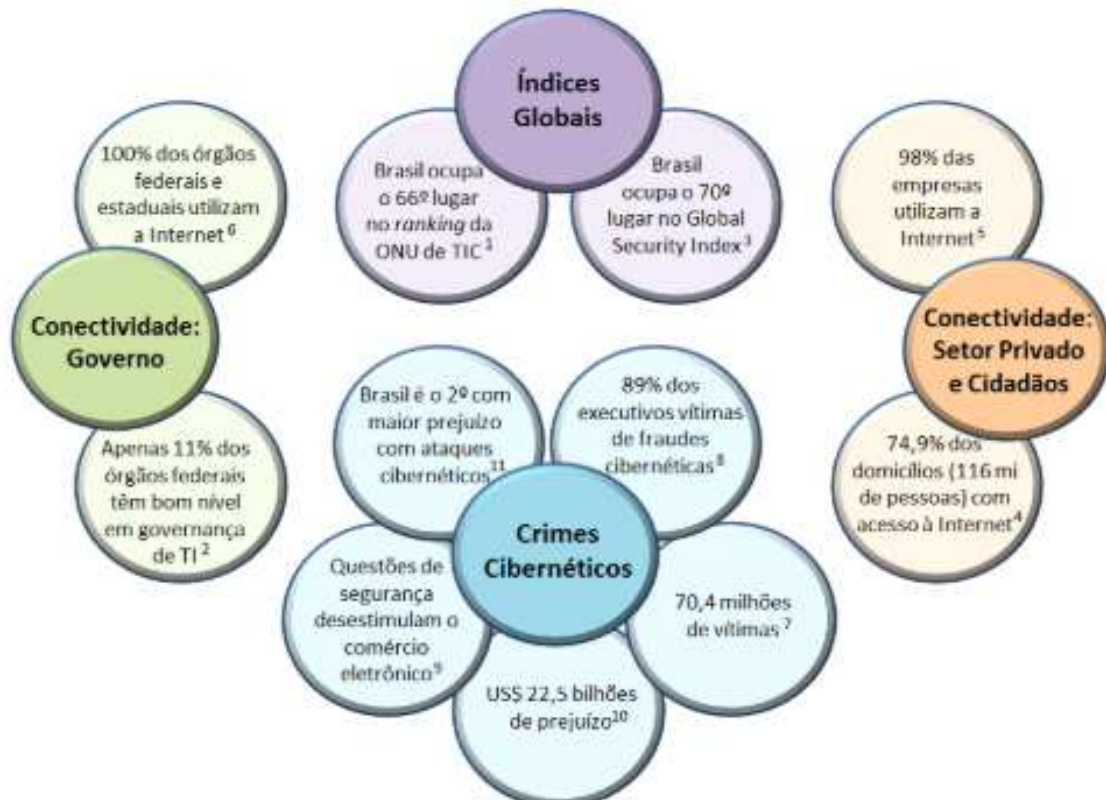 Índices
Globais
Brasil ocupa
o 66º lugar
no ranking da
ONU de TIC 1
Brasil
ocupa o 70º
lugar no Global
Security Index 3
100% dos órgãos
federais e
estaduais utilizam
a Internet 6
Conectividade:
Governo
Apenas 11% dos
órgãos federais
têm bom nível
em governança
de TI 2
98% das
empresas
utilizam a
Internet 5
Conectividade:
Setor Privado
e Cidadãos
74,9% dos
domicílios (116 mi
de pessoas) com
acesso à Internet 4
Brasil é o 2º com
maior prejuízo
com ataques
cibernéticos 11
89% dos
executivos vítimas
de fraudes
cibernéticas 8
Crimes
Cibernéticos
Questões de
segurança
desestimulam o
comércio
eletrônico 9
70,4 milhões
de vítimas 7
US$ 22,5 bilhões
de prejuízo 10